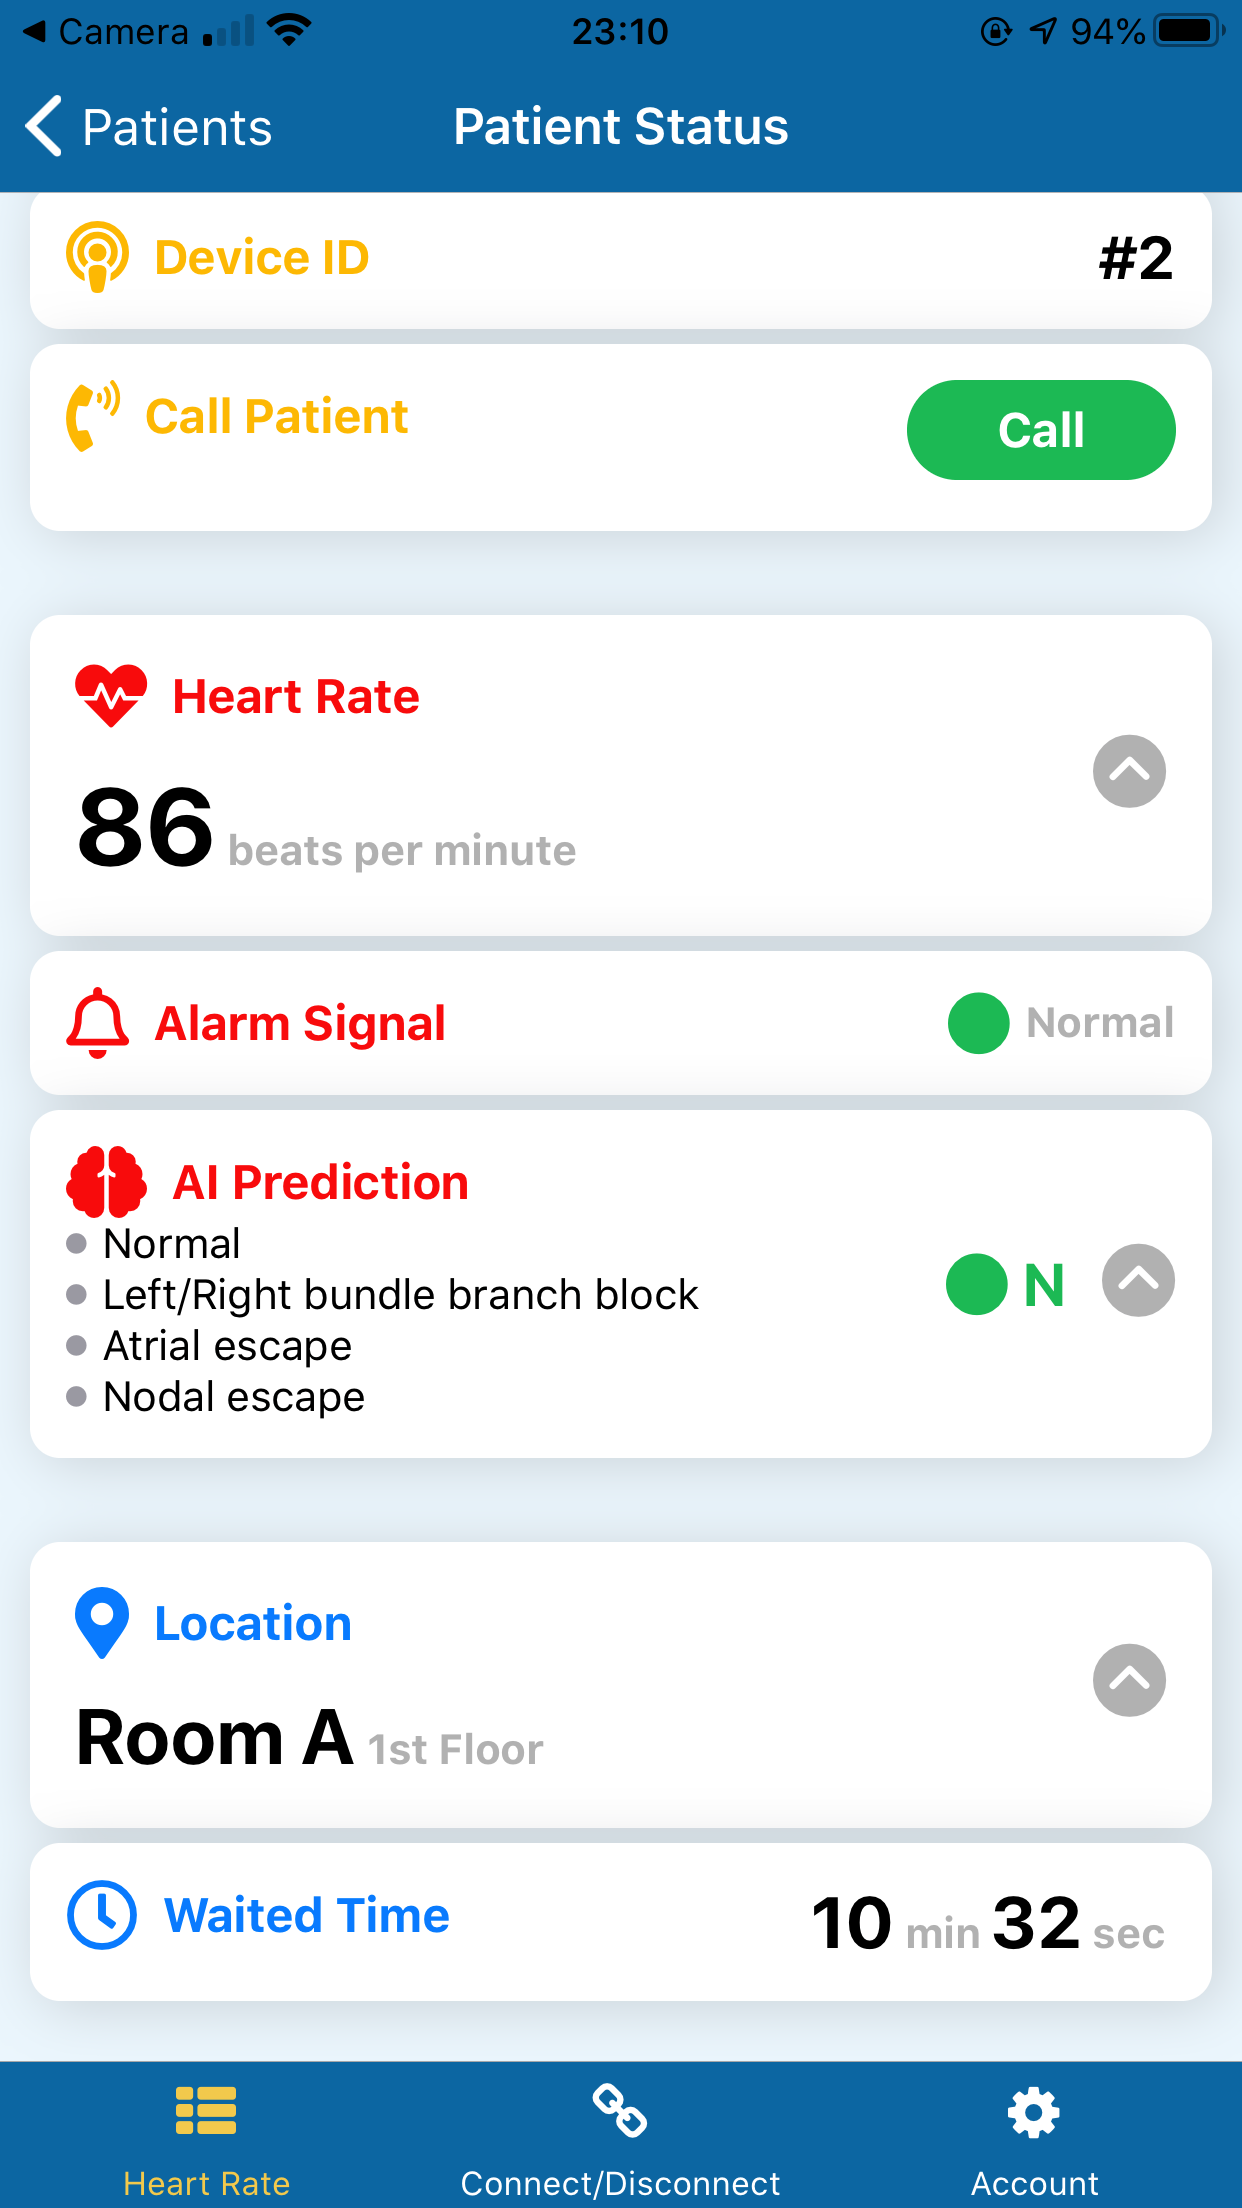 Camera 23:10 94%
Patients Patient Status
Device ID #2
Call Patient Call
Heart Rate
86 beats per minute
Alarm Signal Normal
AI Prediction
Normal
Left/Right bundle branch block
N
Atrial escape
Nodal escape
Location
Room A 1st Floor
Waited Time 10 min 32 sec
Heart Rate Connect/Disconnect Account